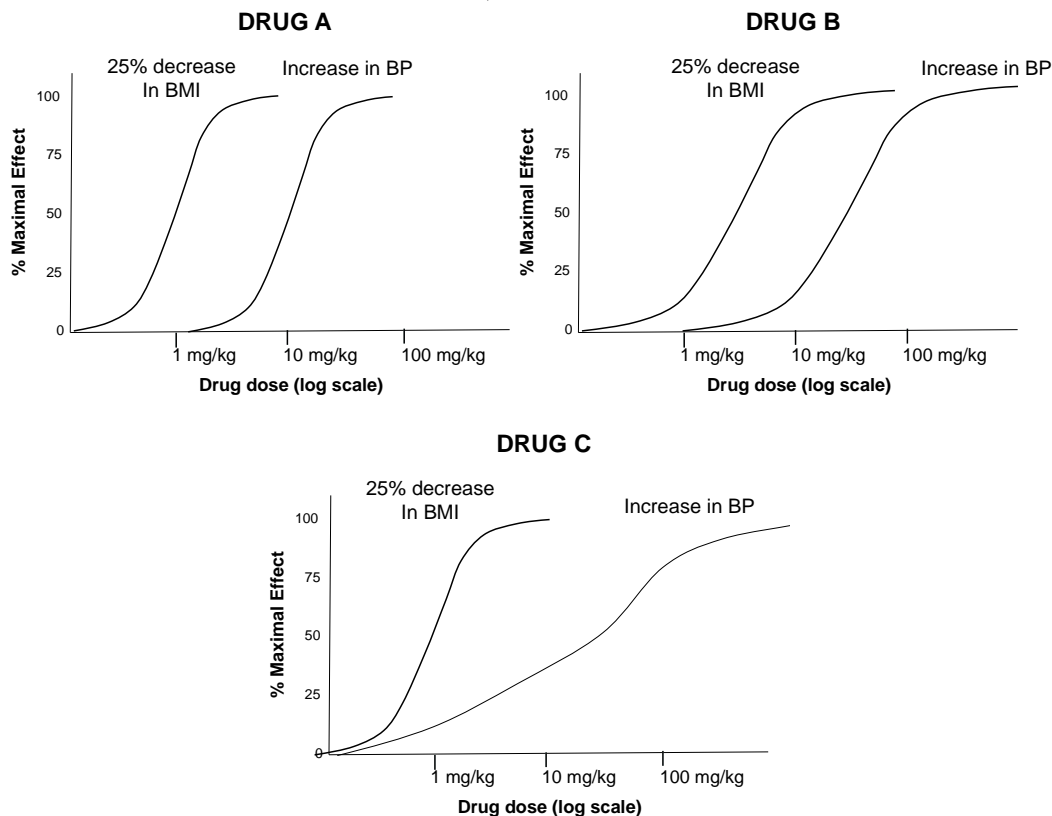 DRUG A
25% decrease
In BMI
Increase in BP
% Maximal Effect
100
75
50
25
0
1 mg/kg
10 mg/kg
100 mg/kg
Drug dose (log scale)
DRUG B
25% decrease
In BMI
Increase in BP
% Maximal Effect
100
75
50
25
0
1 mg/kg
10 mg/kg
100 mg/kg
Drug dose (log scale)
DRUG C
25% decrease
In BMI
Increase in BP
% Maximal Effect
100
75
50
25
0
1 mg/kg
10 mg/kg
100 mg/kg
Drug dose (log scale)